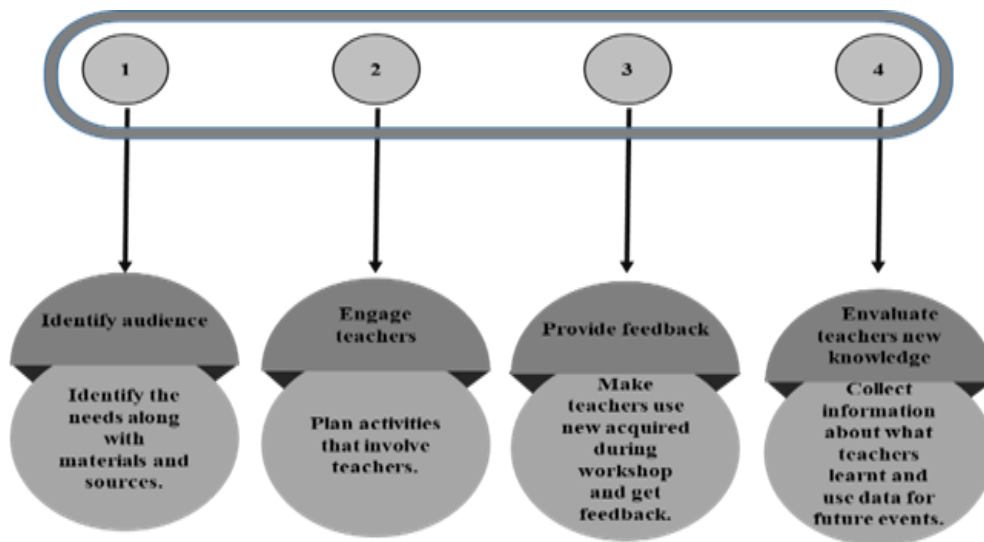 1
2
3
4
Identify audience
Identify the
needs along
with
materials and
sources.
Engage
teachers
Plan activities
that involve
teachers.
Provide feedback
Make
teachers use
new acquired
during
workshop
and get
feedback.
Envaluate
teachers new
knowledge
Collect
information
about what
teachers
learnt and
use data for
future events.